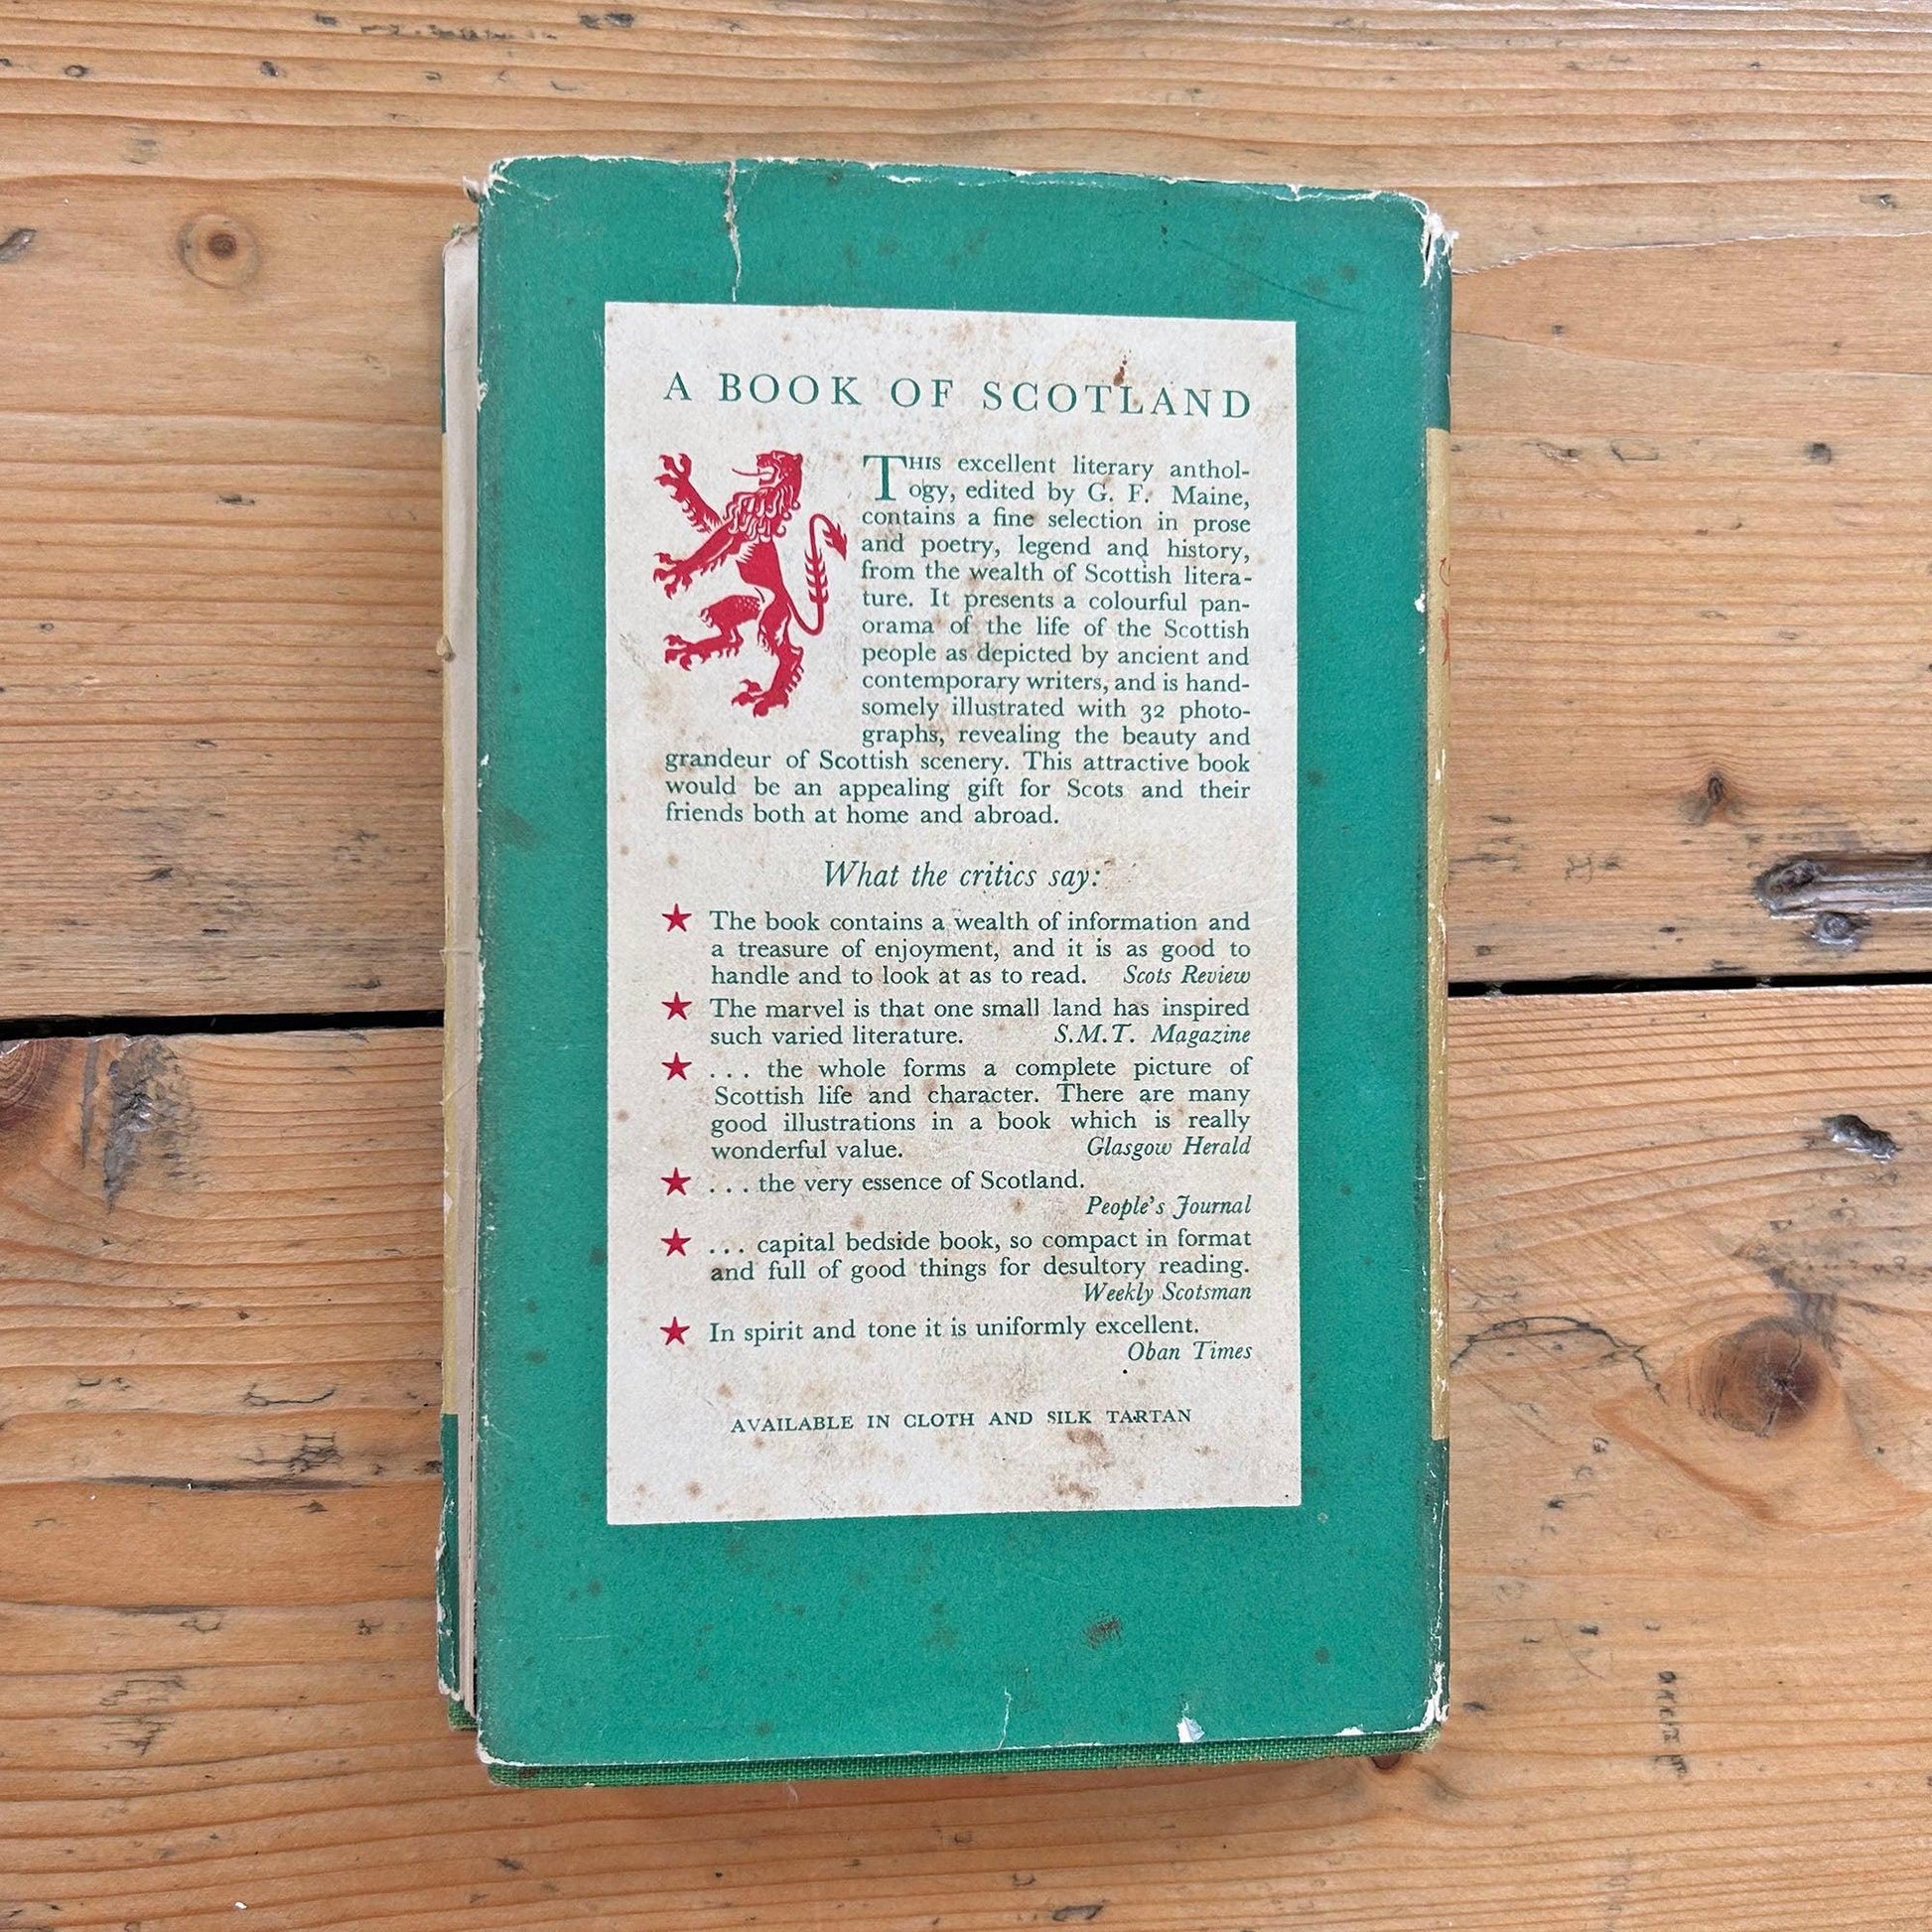 A BOOK OF SCOTLAND
THIS excellent literary anthol-
ogy, edited by G. F. Maine,
contains a fine selection in prose
and poetry, legend and history,
from the wealth of Scottish litera-
ture. It presents a colourful pan-
orama of the life of the Scottish
people as depicted by ancient and
contemporary writers, and is hand-
somely illustrated with 32 photo-
graphs, revealing the beauty and
grandeur of Scottish scenery. This attractive book
would be an appealing gift for Scots and their
friends both at home and abroad.
What the critics say:
★ The book contains a wealth of information and
a treasure of enjoyment, and it is as good to
handle and to look at as to read. Scots Review
★ The marvel is that one small land has inspired
such varied literature. S.M.T. Magazine
★ . . . the whole forms a complete picture of
Scottish life and character. There are many
good illustrations in a book which is really
wonderful value. Glasgow Herald
★ . . . the very essence of Scotland.
People's Journal
★ . . . capital bedside book, so compact in format
and full of good things for desultory reading.
Weekly Scotsman
★ In spirit and tone it is uniformly excellent.
Oban Times
AVAILABLE IN CLOTH AND SILK TARTAN